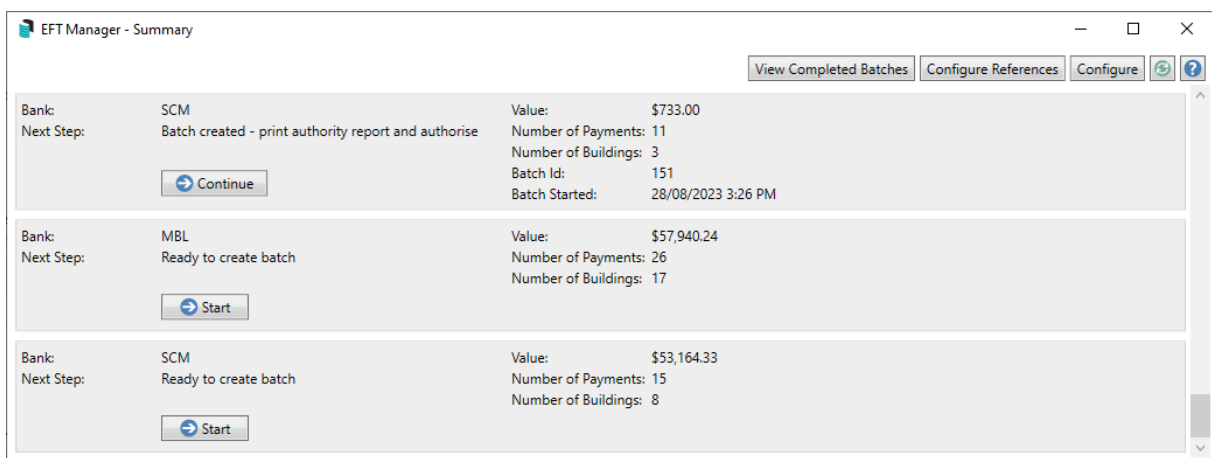 EFT Manager - Summary
View Completed Batches Configure References Configure
Bank: SCM Value: $733.00
Next Step: Batch created - print authority report and authorise Number of Payments: 11
Number of Buildings: 3
Continue Batch Id: 151
Batch Started: 28/08/2023 3:26 PM
Bank: MBL Value: $57,940.24
Next Step: Ready to create batch Number of Payments: 26
Number of Buildings: 17
Start
Bank: SCM Value: $53,164.33
Next Step: Ready to create batch Number of Payments: 15
Number of Buildings: 8
Start